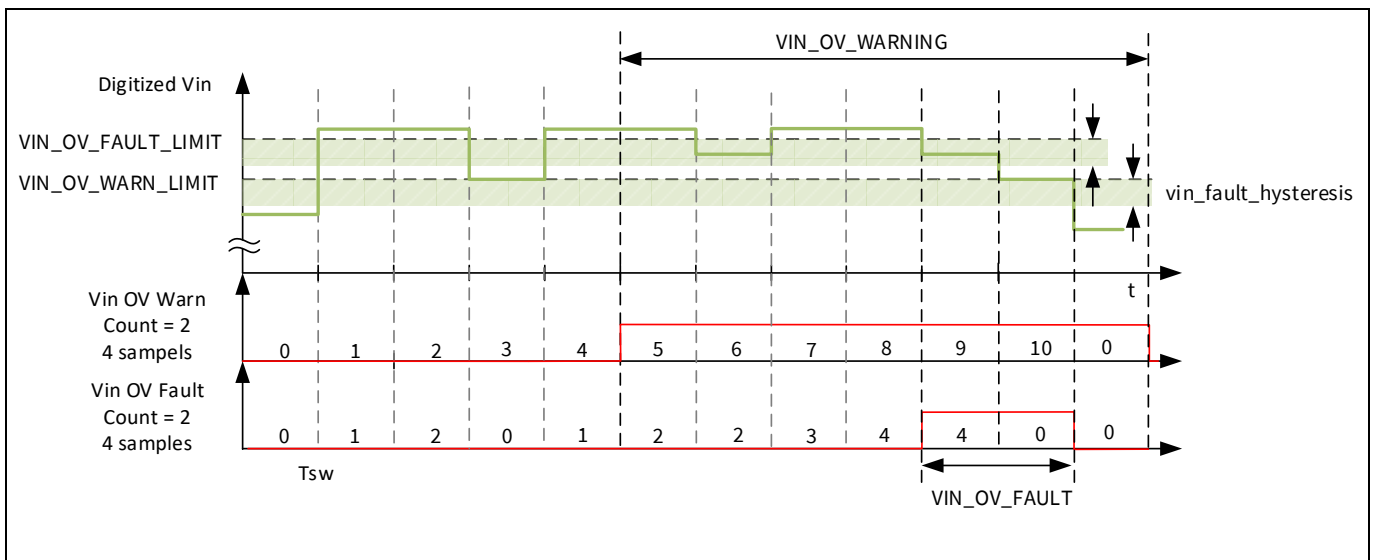 VIN_OV_WARNING
Digitized Vin
VIN_OV_FAULT_LIMIT
VIN_OV_WARN_LIMIT
vin_fault_hysteresis
t
Vin OV Warn
Count = 2
4 sampels
0 1 2 3 4 5 6 7 8 9 10 0
Vin OV Fault
Count = 2
4 samples
0 1 2 0 1 2 2 3 4 4 0 0
Tsw
VIN_OV_FAULT